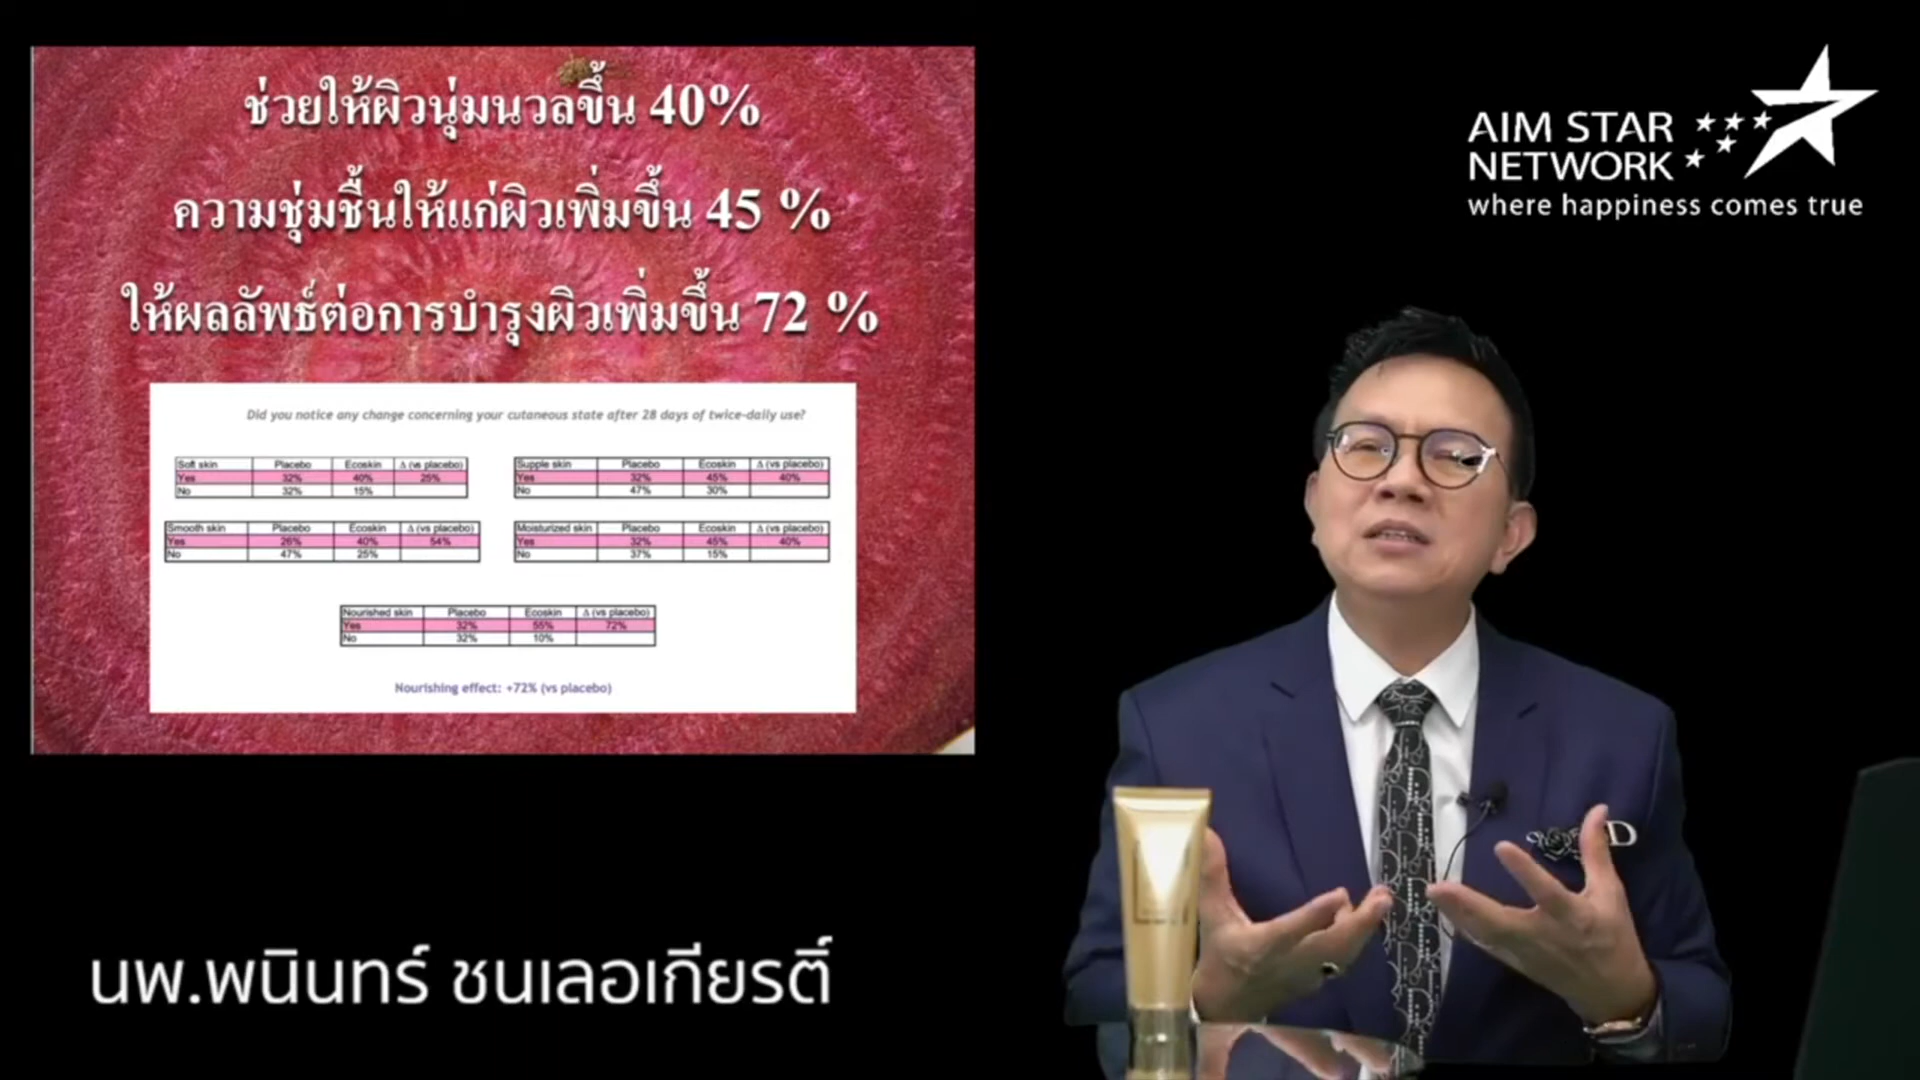 ช่วยให้ผิวนุ่มนวลขึ้น 40%
ความชุ่มชื้นให้แก่ผิวเพิ่มขึ้น 45 %
ให้ผลลัพธ์ต่อการบำรุงผิวเพิ่มขึ้น 72 %
Did you notice any change concerning your cutaneous state after 28 days of twice-daily use?
Soft skin Placebo Ecoskin Δ (vs placebo)
Yes 32% 40% 25%
No 32% 15%
Supple skin Placebo Ecoskin Δ (vs placebo)
Yes 32% 45% 40%
No 47% 30%
Smooth skin Placebo Ecoskin Δ (vs placebo)
Yes 26% 40% 54%
No 47% 25%
Moisturized skin Placebo Ecoskin Δ (vs placebo)
Yes 32% 45% 40%
No 37% 15%
Nourished skin Placebo Ecoskin Δ (vs placebo)
Yes 32% 55% 72%
No 32% 10%
Nourishing effect: +72% (vs placebo)
AIM STAR
NETWORK
where happiness comes true
นพ.พนินทร์ ชนเลอเกียรติ์